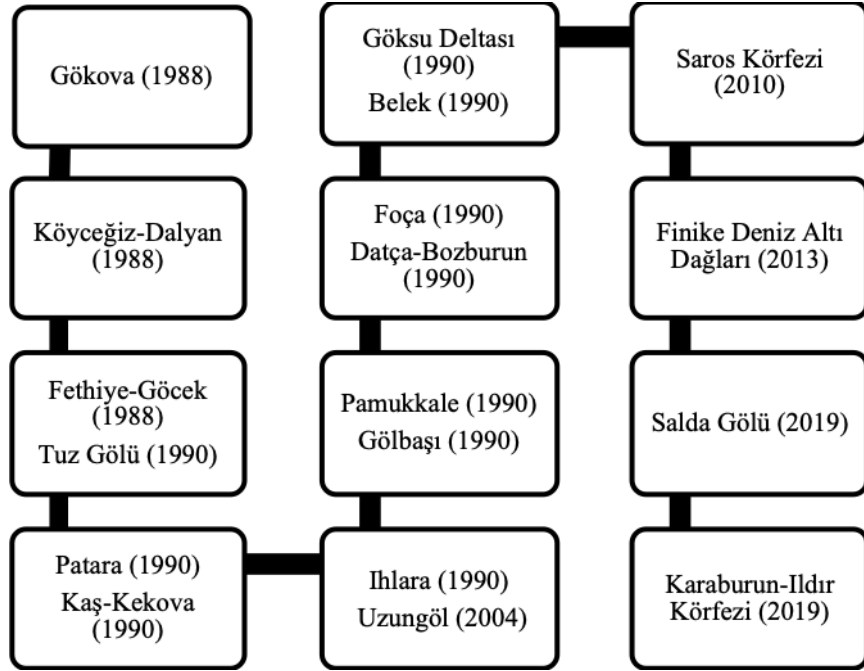 Gökova (1988)
Köyceğiz-Dalyan
(1988)
Fethiye-Göcek
(1988)
Tuz Gölü (1990)
Patara (1990)
Kaş-Kekova
(1990)
Ihlara (1990)
Uzungöl (2004)
Pamukkale (1990)
Gölbaşı (1990)
Foça (1990)
Datça-Bozburun
(1990)
Göksu Deltası
(1990)
Belek (1990)
Saros Körfezi
(2010)
Finike Deniz Altı
Dağları (2013)
Salda Gölü (2019)
Karaburun-Ildır
Körfezi (2019)